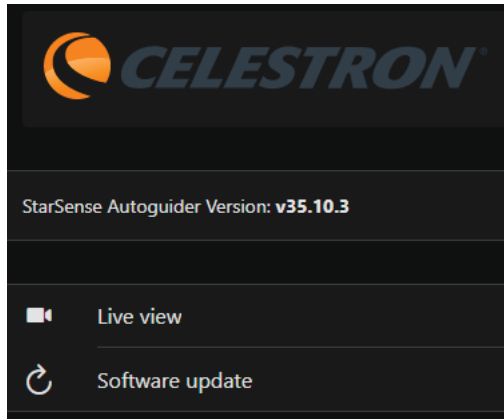 CELESTRON®
StarSense Autoguider Version: v35.10.3
Live view
Software update